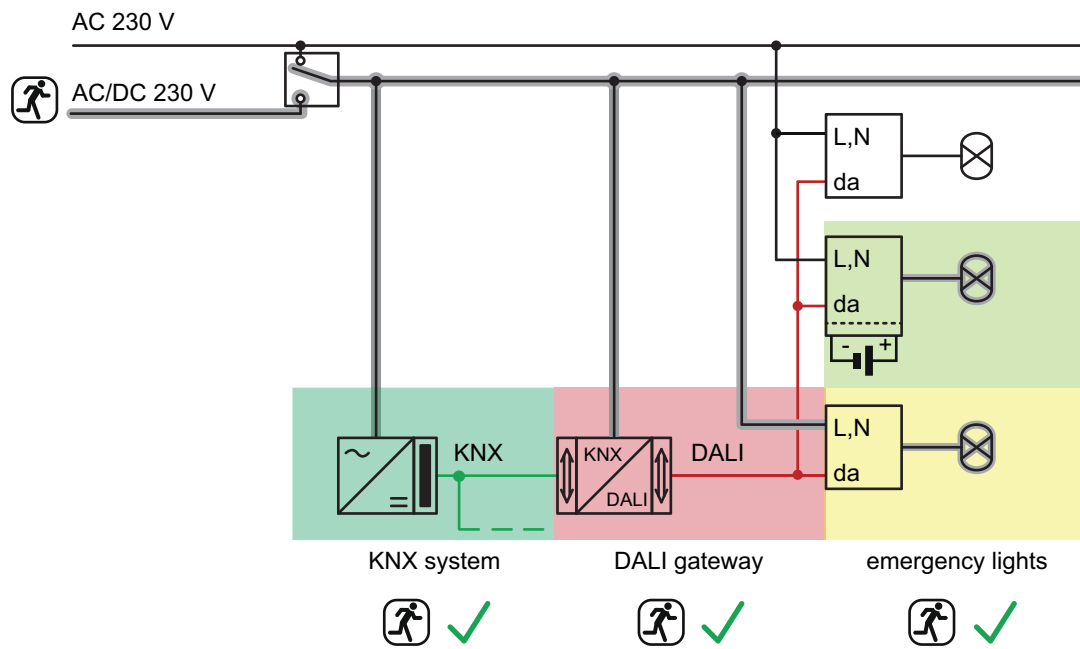 AC 230 V
AC/DC 230 V
L,N
da
L,N
da
- +
L,N
da
KNX
KNX
DALI
DALI
KNX system
DALI gateway
emergency lights